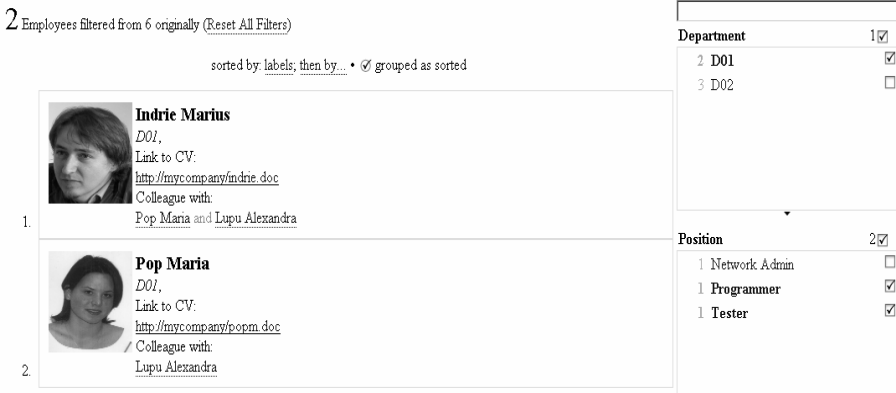 2 Employees filtered from 6 originally (Reset All Filters)
sorted by: labels; then by... • grouped as sorted
1.
Indrie Marius
D01,
Link to CV:
http://mycompany/indrie.doc
Colleague with:
Pop Maria and Lupu Alexandra
2.
Pop Maria
D01,
Link to CV:
http://mycompany/popm.doc
Colleague with:
Lupu Alexandra
Department 1
2 D01
3 D02
Position 2
1 Network Admin
1 Programmer
1 Tester